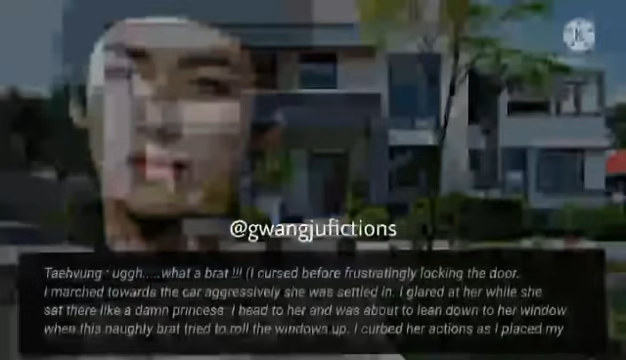 @gwangjufictions
Taehyung : uggh.....what a brat !!! (I cursed before frustratingly locking the door.
I marched towards the car aggressively she was settled in. I glared at her while she
sat there like a damn princess. I head to her and was about to lean down to her window
when this naughty brat tried to roll the windows up. I curbed her actions as I placed my